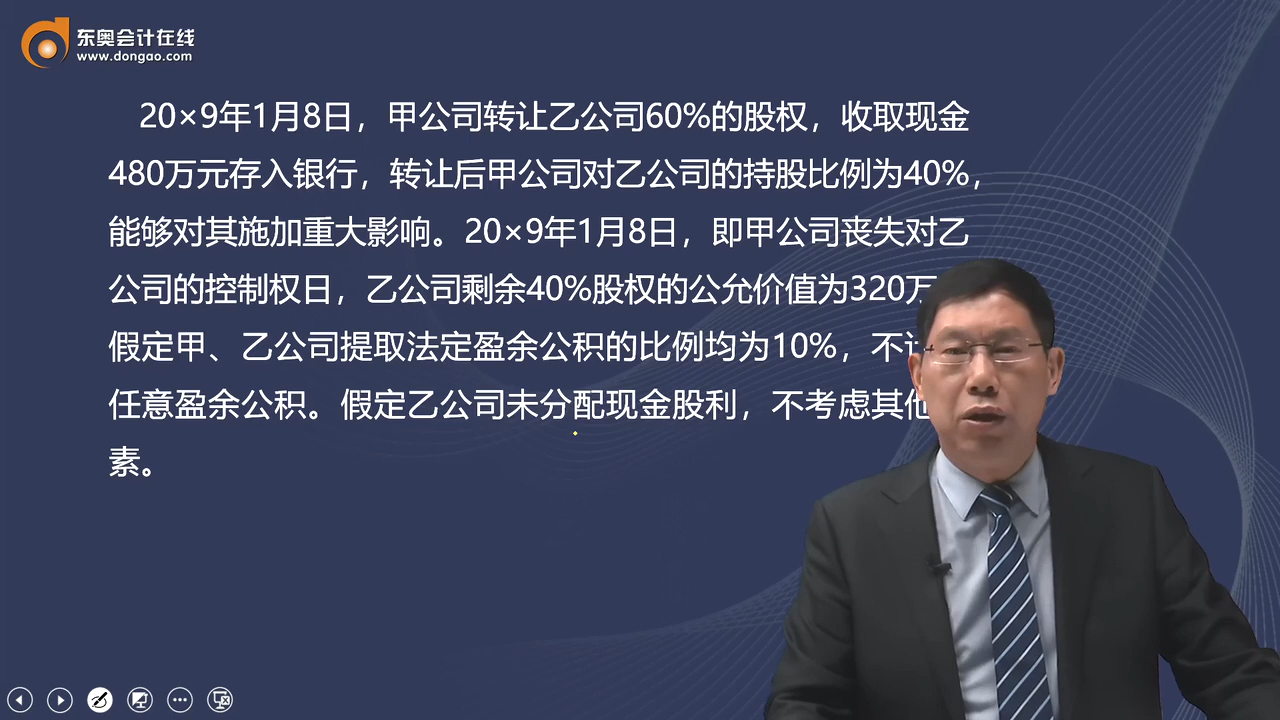 东奥会计在线
www.dongao.com
20×9年1月8日，甲公司转让乙公司60%的股权，收取现金
480万元存入银行，转让后甲公司对乙公司的持股比例为40%，
能够对其施加重大影响。20×9年1月8日，即甲公司丧失对乙
公司的控制权日，乙公司剩余40%股权的公允价值为320万
假定甲、乙公司提取法定盈余公积的比例均为10%，不
任意盈余公积。假定乙公司未分配现金股利，不考虑其他
素。